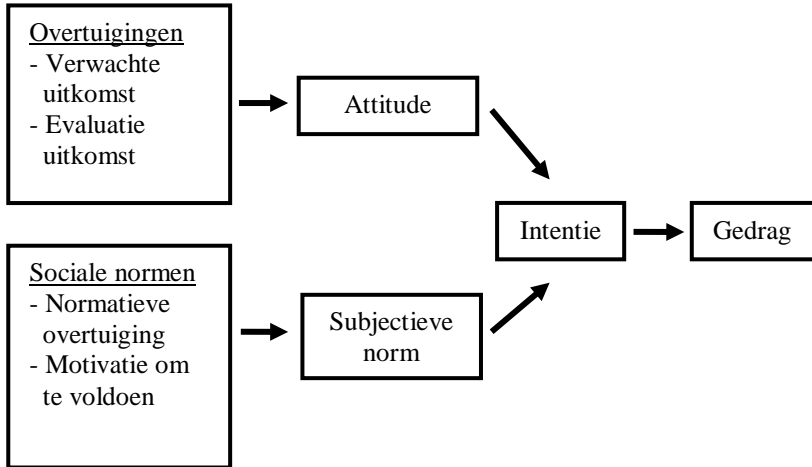 Overtuigingen
- Verwachte
uitkomst
- Evaluatie
uitkomst
Attitude
Intentie
Gedrag
Sociale normen
- Normatieve
overtuiging
- Motivatie om
te voldoen
Subjectieve
norm